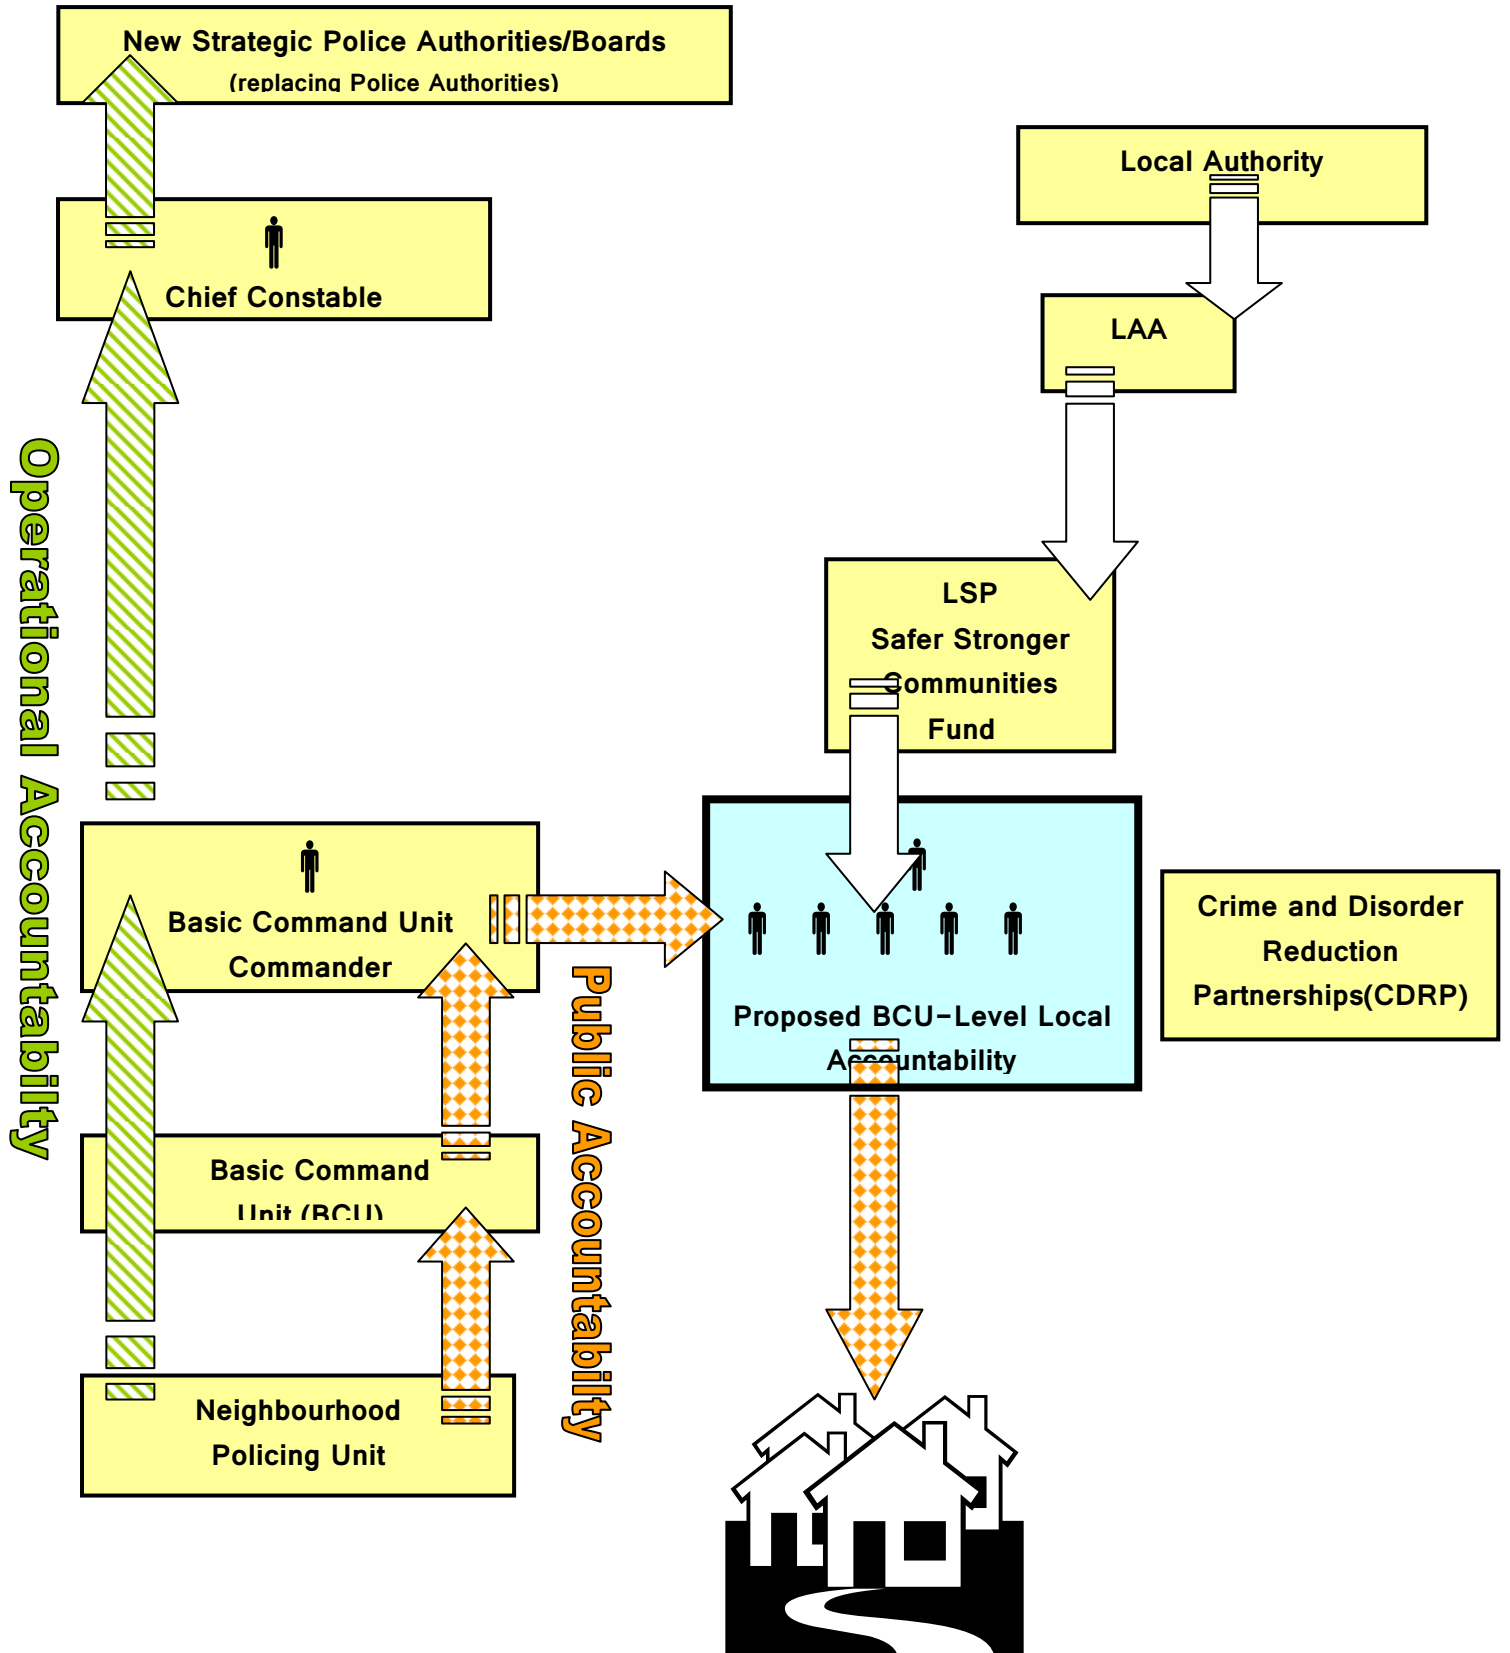 New Strategic Police Authorities/Boards
(replacing Police Authorities)
Local Authority
Chief Constable
LAA
Operational Accountabilty
LSP
Safer Stronger
Communities
Fund
Basic Command Unit
Commander
Public Accountabilty
Proposed BCU-Level Local
Accountability
Crime and Disorder
Reduction
Partnerships(CDRP)
Basic Command
Unit (BCU)
Neighbourhood
Policing Unit